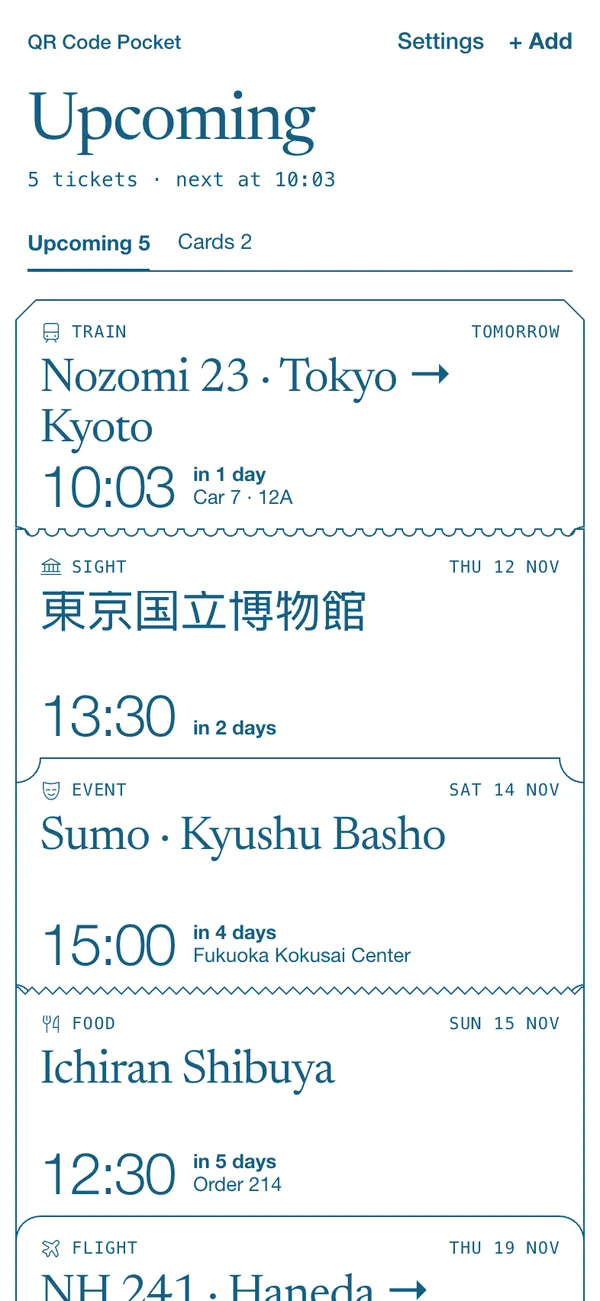 QR Code Pocket
Settings
+ Add
Upcoming
5 tickets · next at 10:03
Upcoming 5
Cards 2
TRAIN
TOMORROW
Nozomi 23 · Tokyo →
Kyoto
10:03
in 1 day
Car 7 · 12A
SIGHT
THU 12 NOV
東京国立博物館
13:30
in 2 days
EVENT
SAT 14 NOV
Sumo · Kyushu Basho
15:00
in 4 days
Fukuoka Kokusai Center
FOOD
SUN 15 NOV
Ichiran Shibuya
12:30
in 5 days
Order 214
FLIGHT
THU 19 NOV
NH 241 · Haneda →